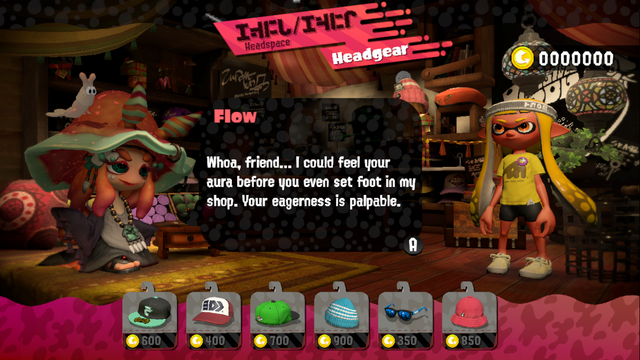 Headspace
Headgear
0000000
Flow
Whoa, friend... I could feel your
aura before you even set foot in my
shop. Your eagerness is palpable.
A
600
400
700
900
350
850